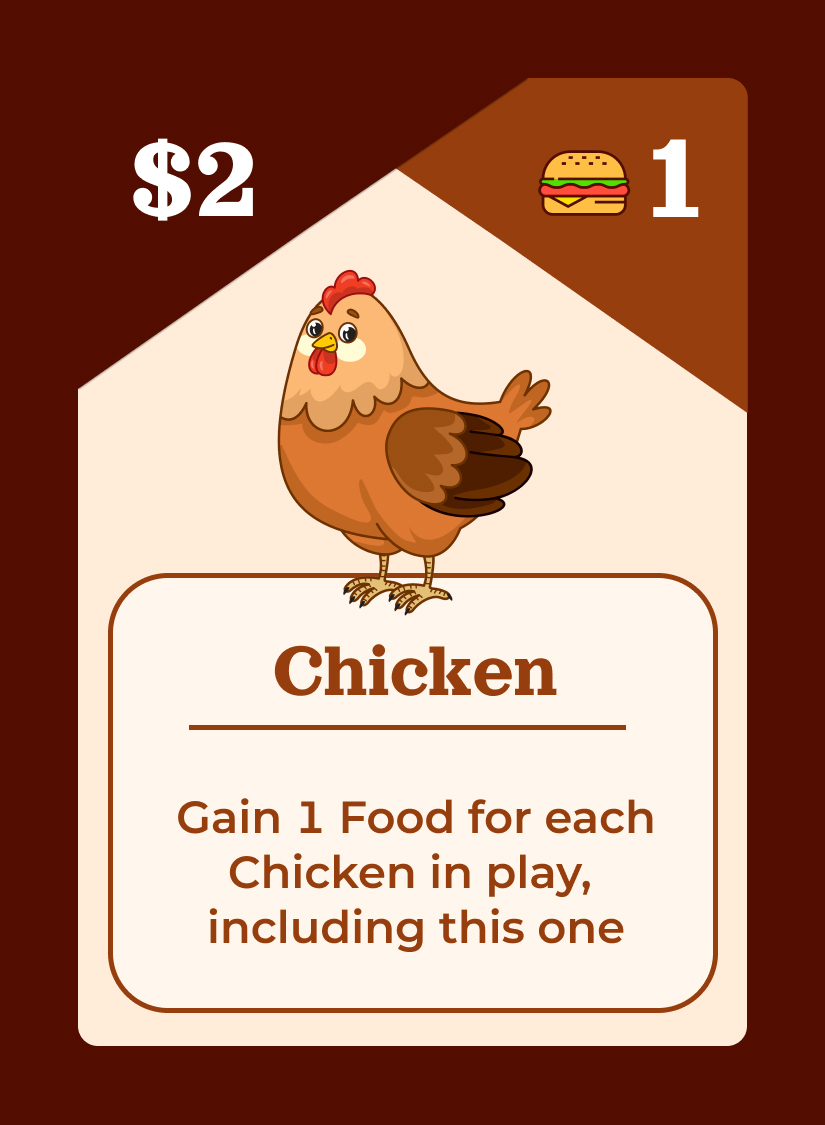 $2
1
Chicken
Gain 1 Food for each
Chicken in play,
including this one